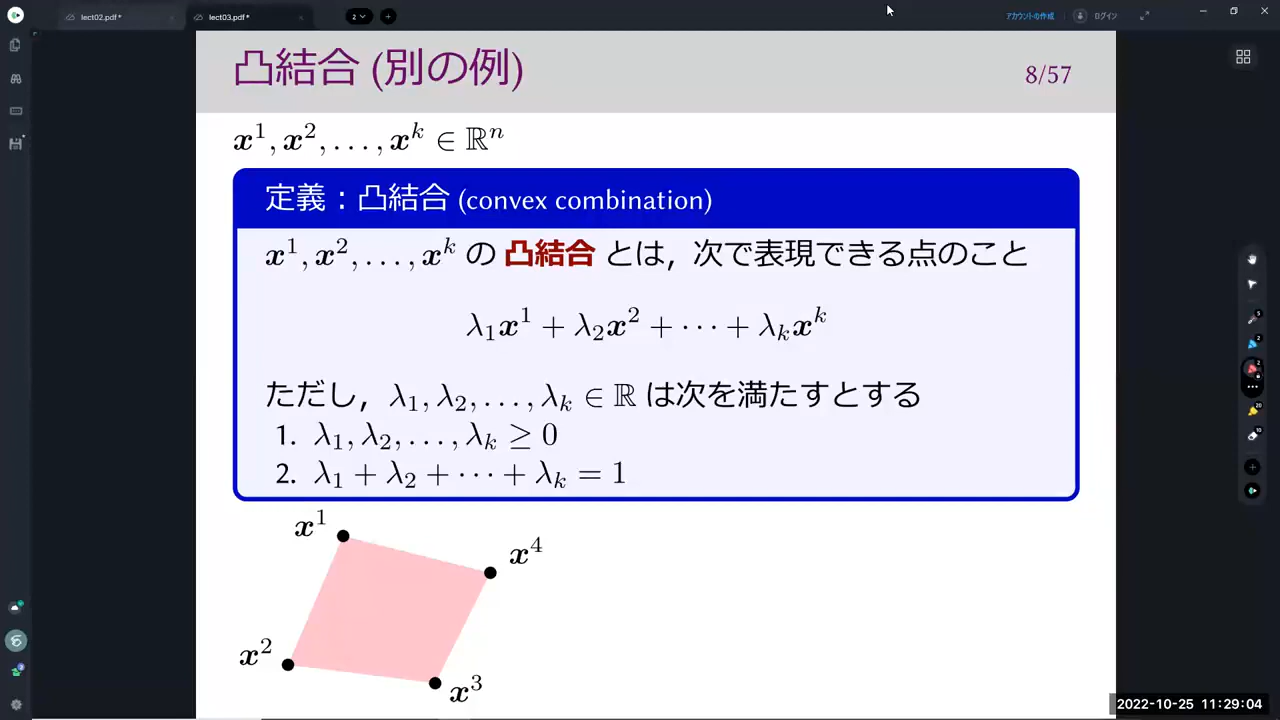 lect02.pdf*
lect03.pdf*
2
アカウントの作成
ログイン
凸結合 (別の例)
8/57
x¹, x², . . . , xᵏ ∈ ℝⁿ
定義：凸結合 (convex combination)
x¹, x², . . . , xᵏ の 凸結合 とは，次で表現できる点のこと
λ₁x¹ + λ₂x² + · · · + λₖxᵏ
ただし，λ₁, λ₂, . . . , λₖ ∈ ℝ は次を満たすとする
1. λ₁, λ₂, . . . , λₖ ≥ 0
2. λ₁ + λ₂ + · · · + λₖ = 1
x¹
x⁴
x²
x³
2022-10-25 11:29:04